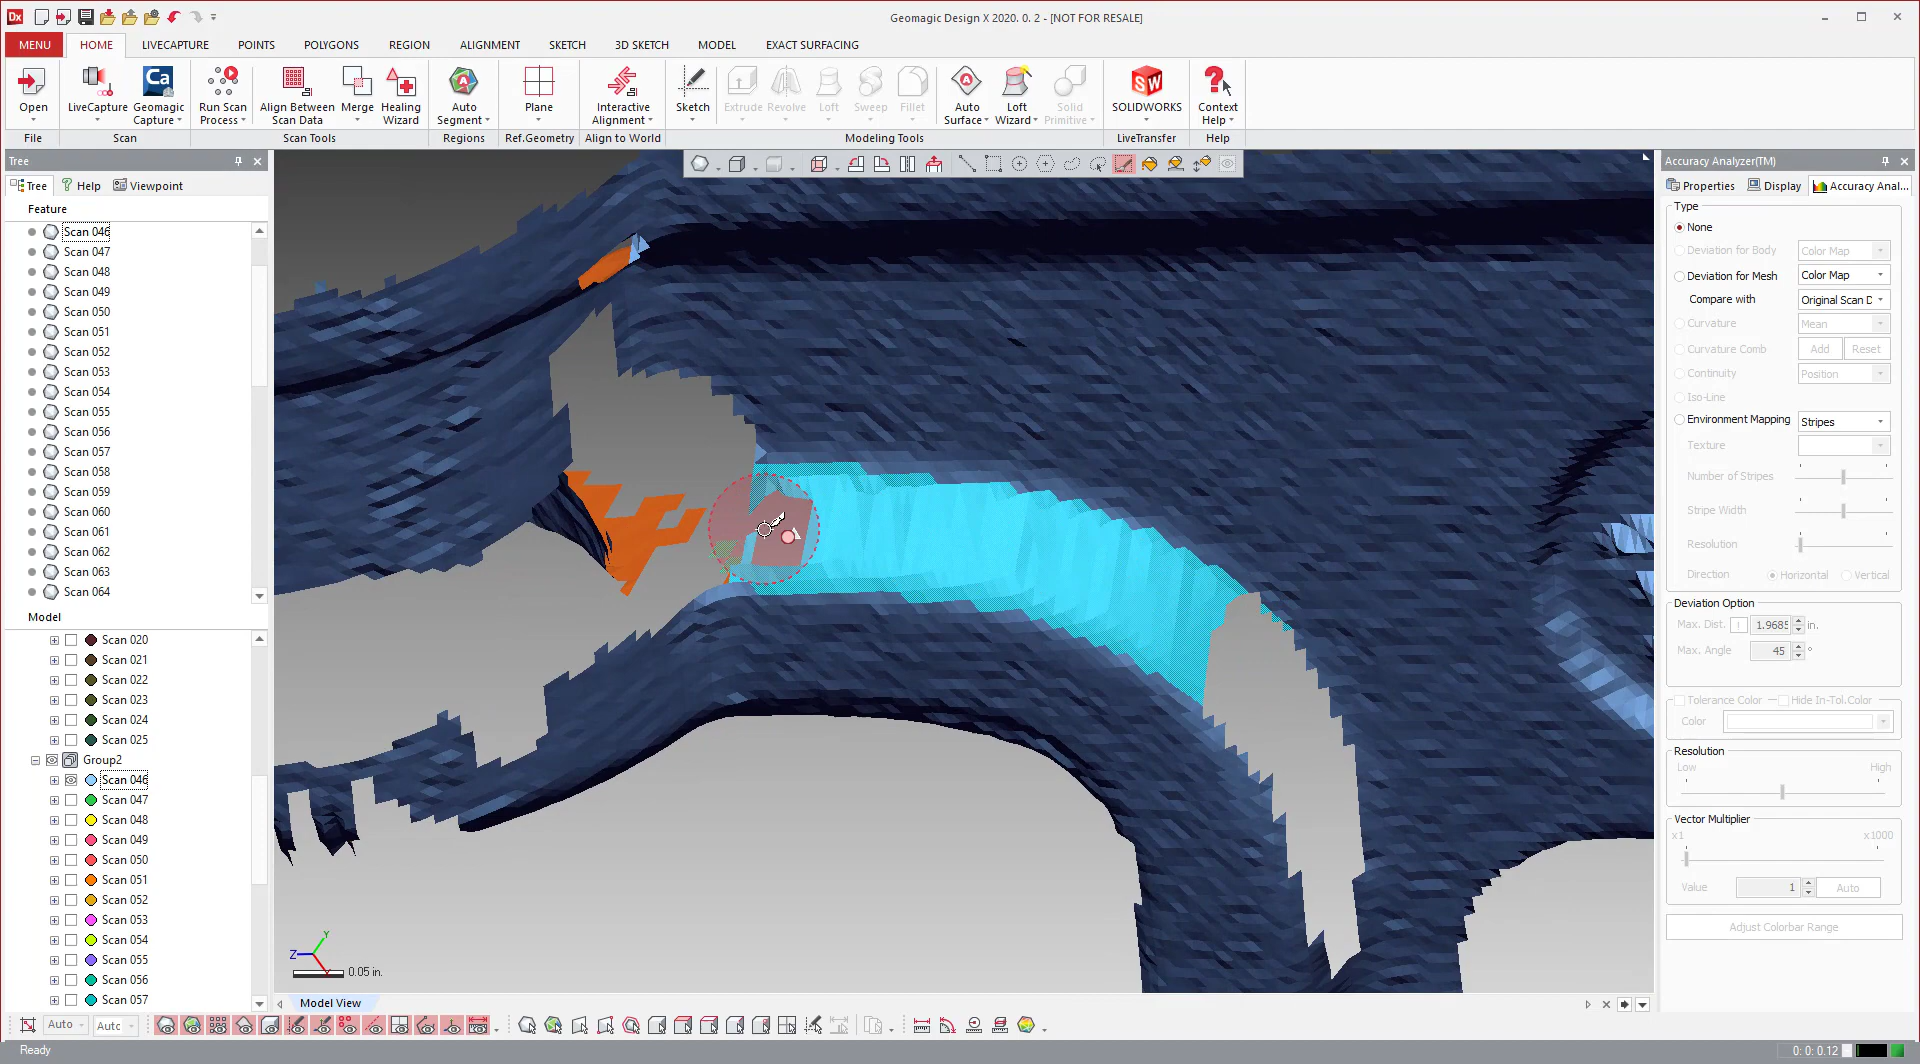 Dx
Geomagic Design X 2020. 0. 2 - [NOT FOR RESALE]
MENU HOME LIVECAPTURE POINTS POLYGONS REGION ALIGNMENT SKETCH 3D SKETCH MODEL EXACT SURFACING
Open LiveCapture Geomagic Capture Run Scan Process Align Between Scan Data Merge Healing Wizard Auto Segment Plane Interactive Alignment Sketch Extrude Revolve Loft Sweep Fillet Auto Surface Loft Wizard Solid Primitive SOLIDWORKS Context Help
File Scan Scan Tools Regions Ref.Geometry Align to World Modeling Tools LiveTransfer Help
Tree
Tree Help Viewpoint
Feature
Scan 046
Scan 047
Scan 048
Scan 049
Scan 050
Scan 051
Scan 052
Scan 053
Scan 054
Scan 055
Scan 056
Scan 057
Scan 058
Scan 059
Scan 060
Scan 061
Scan 062
Scan 063
Scan 064
Model
Scan 020
Scan 021
Scan 022
Scan 023
Scan 024
Scan 025
Group2
Scan 046
Scan 047
Scan 048
Scan 049
Scan 050
Scan 051
Scan 052
Scan 053
Scan 054
Scan 055
Scan 056
Scan 057
Y
Z
0.05 in.
Model View
Accuracy Analyzer(TM)
Properties Display Accuracy Anal...
Type
None
Deviation for Body Color Map
Deviation for Mesh Color Map
Compare with Original Scan D
Curvature Mean
Curvature Comb Add Reset
Continuity Position
Iso-Line
Environment Mapping Stripes
Texture
Number of Stripes
Stripe Width
Resolution
Direction Horizontal Vertical
Deviation Option
Max. Dist. 1.9685 in.
Max. Angle 45 °
Tolerance Color Hide In-Tol.Color
Color
Resolution
Low High
Vector Multiplier
x1 x1000
Value 1 Auto
Adjust Colorbar Range
Auto Autc
Ready
0: 0: 0.12